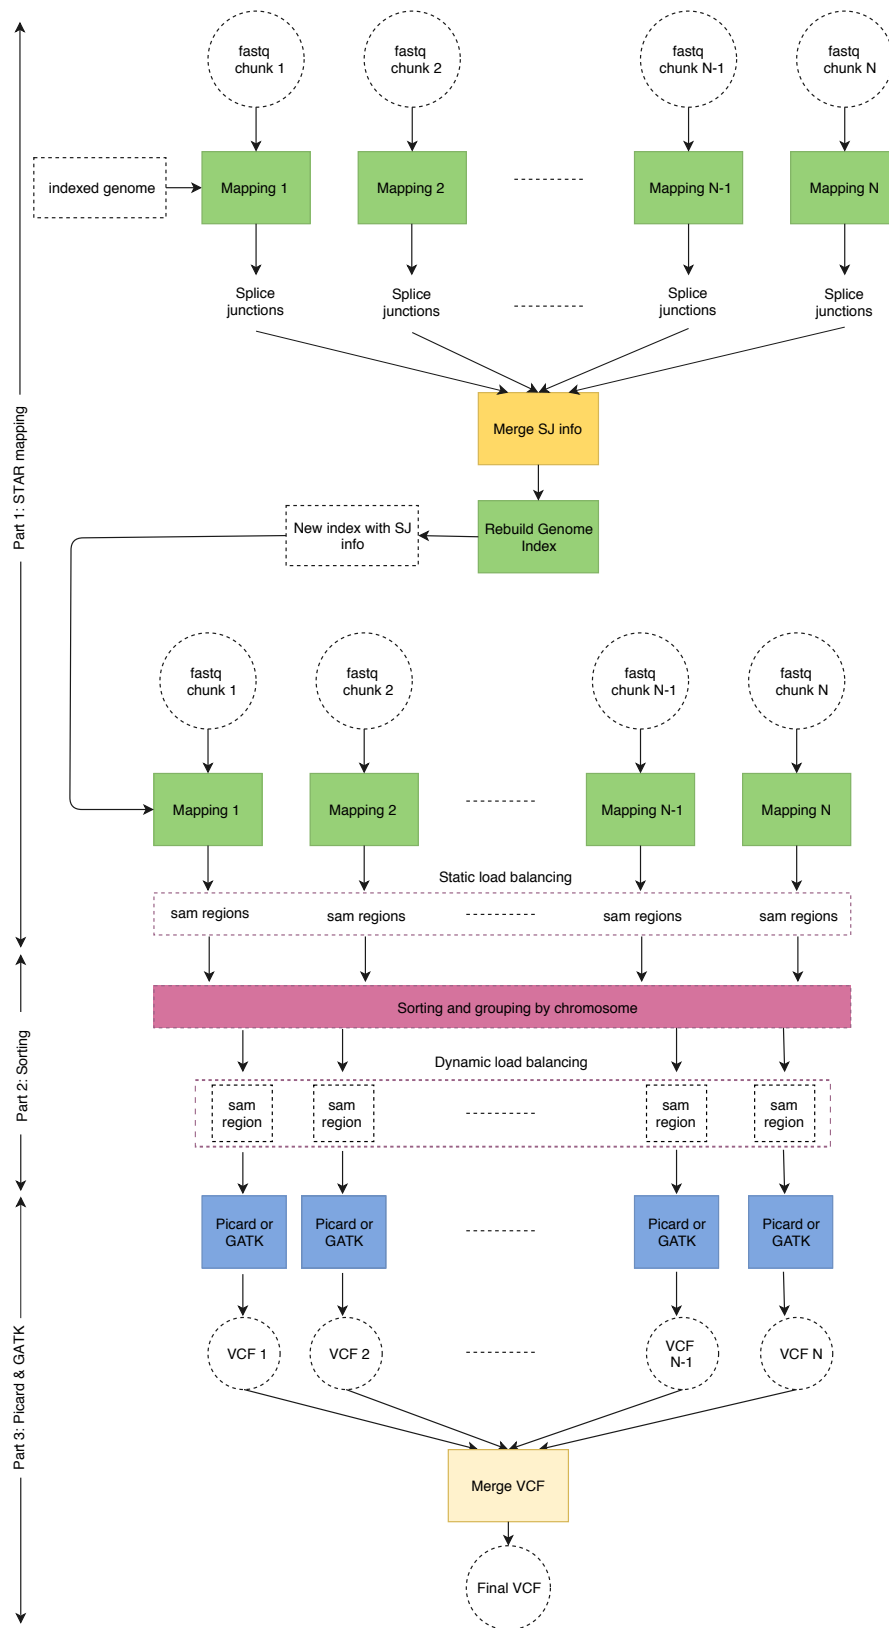 fastq
chunk 1
fastq
chunk 2
fastq
chunk N-1
fastq
chunk N
indexed genome
Mapping 1
Mapping 2
Mapping N-1
Mapping N
Splice
junctions
Splice
junctions
Splice
junctions
Splice
junctions
Merge SJ info
Part 1: STAR mapping
New index with SJ
info
Rebuild Genome
Index
fastq
chunk 1
fastq
chunk 2
fastq
chunk N-1
fastq
chunk N
Mapping 1
Mapping 2
Mapping N-1
Mapping N
Static load balancing
sam regions
sam regions
sam regions
sam regions
Sorting and grouping by chromosome
Part 2: Sorting
Dynamic load balancing
sam
region
sam
region
sam
region
sam
region
Picard or
GATK
Picard or
GATK
Picard or
GATK
Picard or
GATK
Part 3: Picard & GATK
VCF 1
VCF 2
VCF
N-1
VCF N
Merge VCF
Final VCF